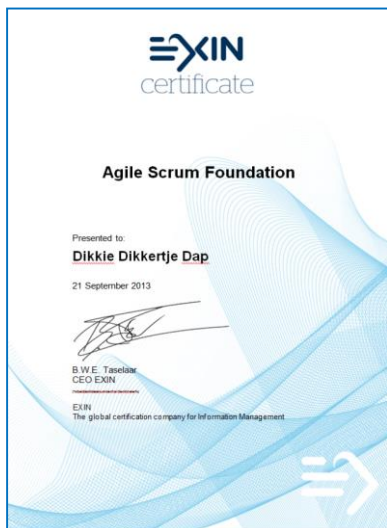 EXIN
certificate
Agile Scrum Foundation
Presented to:
Dikkie Dikkertje Dap
21 September 2013
B.W.E. Taselaar
CEO EXIN
EXIN
The global certification company for Information Management